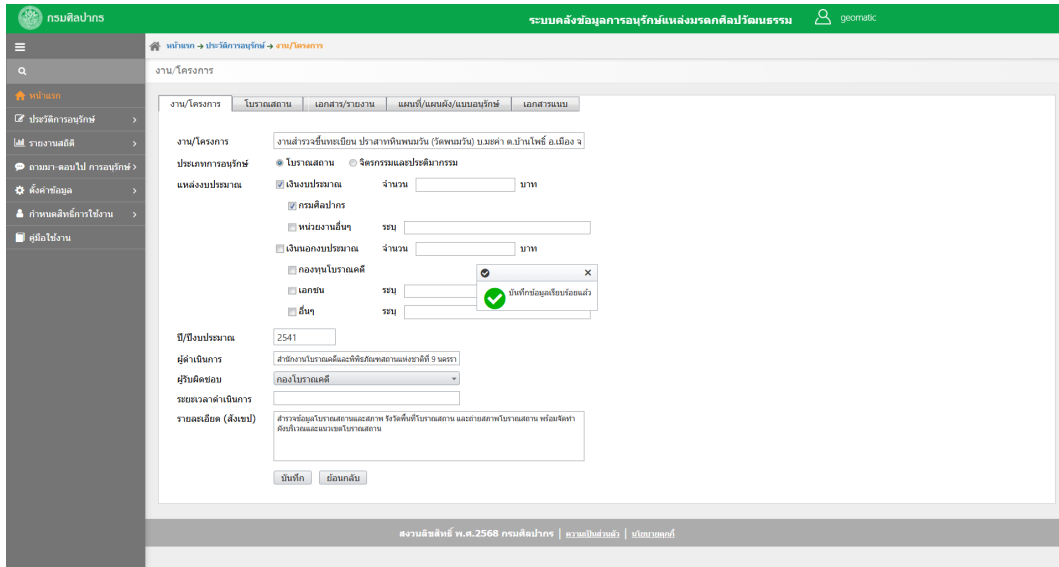 กรมศิลปากร
ระบบคลังข้อมูลการอนุรักษ์แหล่งมรดกศิลปวัฒนธรรม
geomatic
หน้าแรก → ประวัติการอนุรักษ์ → งาน/โครงการ
งาน/โครงการ
หน้าแรก
ประวัติการอนุรักษ์
รายงานสถิติ
ถามมา-ตอบไป การอนุรักษ์
ตั้งค่าข้อมูล
กำหนดสิทธิ์การใช้งาน
คู่มือใช้งาน
งาน/โครงการ โบราณสถาน เอกสาร/รายงาน แผนที่/แผนผัง/แบบอนุรักษ์ เอกสารแนบ
งาน/โครงการ งานสำรวจขึ้นทะเบียน ปราสาทหินพนมวัน (วัดพนมวัน) บ.มะค่า ต.บ้านโพธิ์ อ.เมือง จ
ประเภทการอนุรักษ์ โบราณสถาน จิตรกรรมและประติมากรรม
แหล่งงบประมาณ เงินงบประมาณ จำนวน บาท
กรมศิลปากร
หน่วยงานอื่นๆ ระบุ
เงินนอกงบประมาณ จำนวน บาท
กองทุนโบราณคดี
เอกชน ระบุ
อื่นๆ ระบุ
บันทึกข้อมูลเรียบร้อยแล้ว
ปี/ปีงบประมาณ 2541
ผู้ดำเนินการ สำนักงานโบราณคดีและพิพิธภัณฑสถานแห่งชาติที่ 9 นครรา
ผู้รับผิดชอบ กองโบราณคดี
ระยะเวลาดำเนินการ
รายละเอียด (สังเขป) สำรวจข้อมูลโบราณสถานและสภาพ รังวัดพื้นที่โบราณสถาน และถ่ายสภาพโบราณสถาน พร้อมจัดทำ
ผังบริเวณและแนวเขตโบราณสถาน
บันทึก ย้อนกลับ
สงวนลิขสิทธิ์ พ.ศ.2568 กรมศิลปากร | ความเป็นส่วนตัว | นโยบายคุกกี้